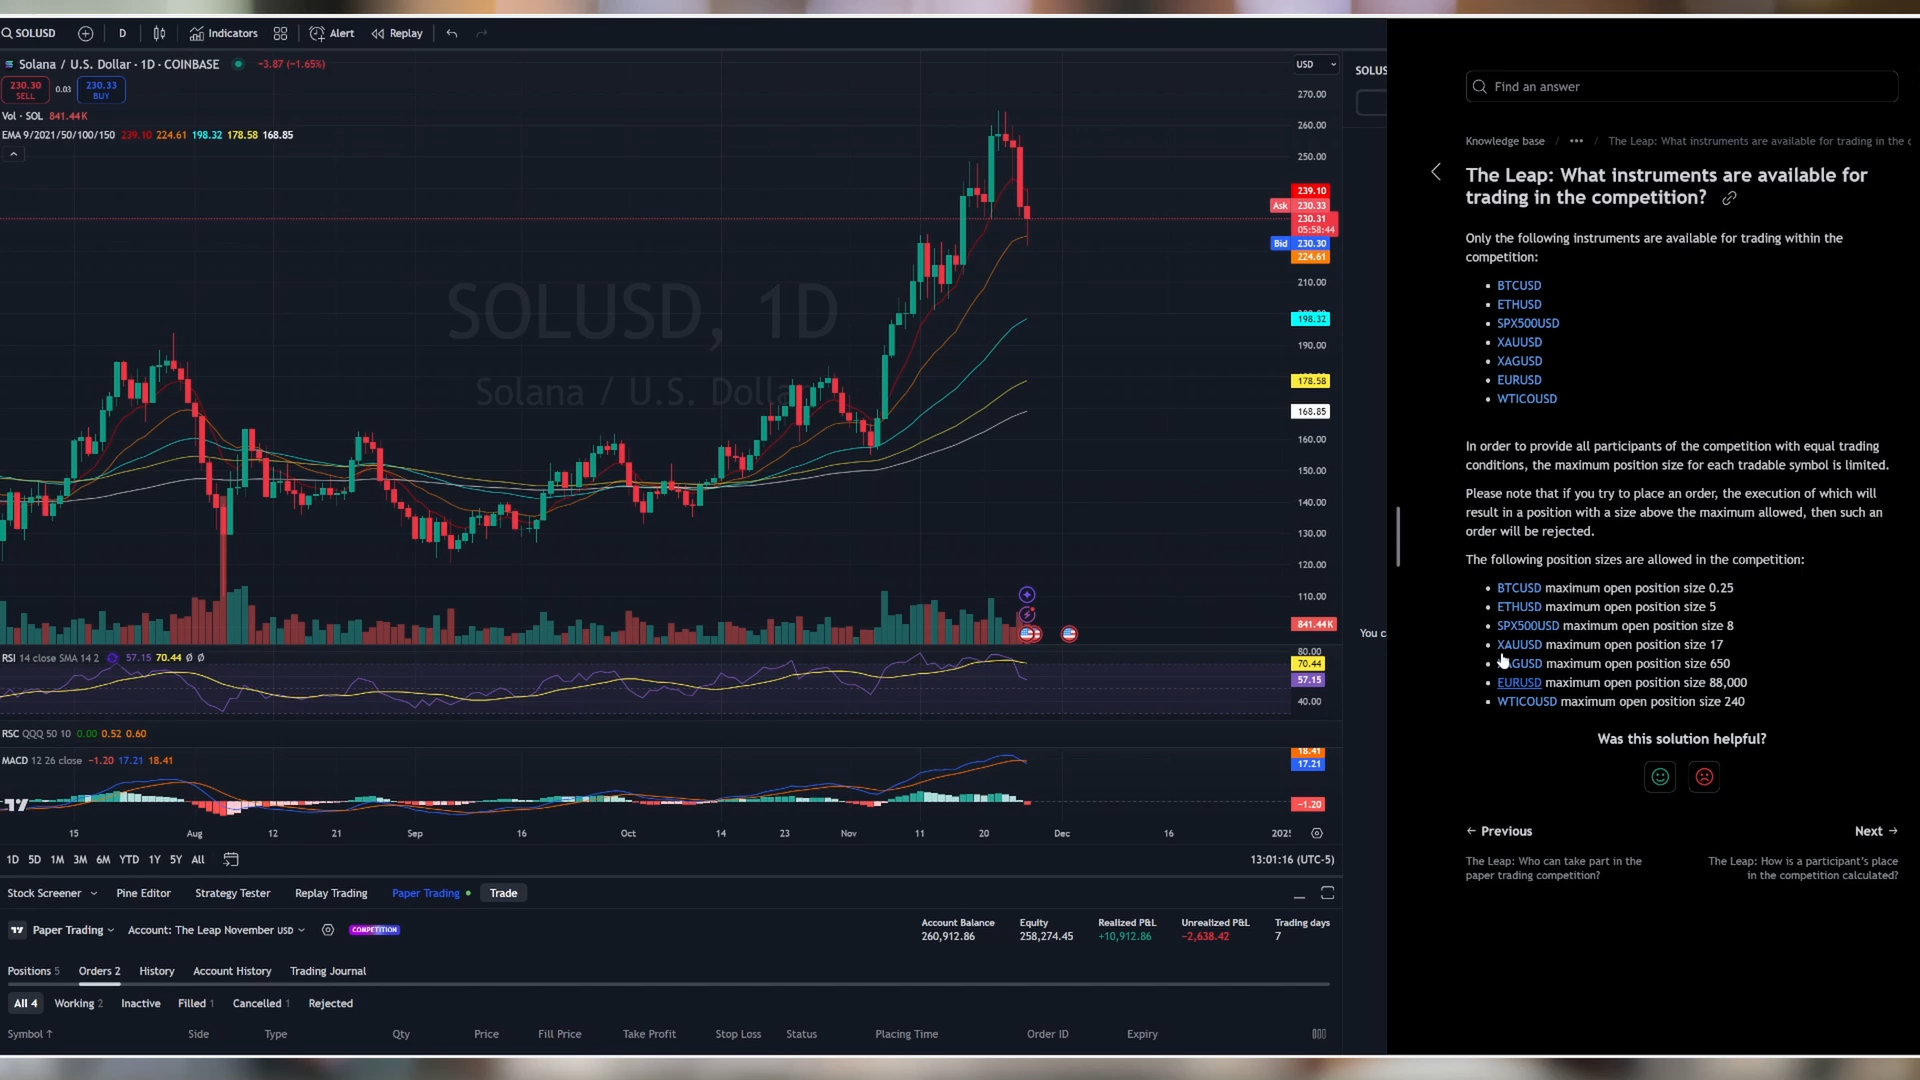 SOLUSD
D
Indicators
Alert
Replay
Solana / U.S. Dollar · 1D · COINBASE
−3.87 (−1.65%)
USD
SOLUS
230.30
SELL
0.03
230.33
BUY
Vol · SOL 841.44K
EMA 9/2021/50/100/150 239.10 224.61 198.32 178.58 168.85
SOLUSD, 1D
Solana / U.S. Dolla
270.00
260.00
250.00
239.10
Ask 230.33
230.31
05:58:44
Bid 230.30
224.61
210.00
198.32
190.00
178.58
168.85
160.00
150.00
140.00
130.00
120.00
110.00
841.44K
You c
RSI 14 close SMA 14 2 57.15 70.44 Ø Ø
80.00
70.44
57.15
40.00
RSC QQQ 50 10 0.00 0.52 0.60
MACD 12 26 close −1.20 17.21 18.41
18.41
17.21
−1.20
15 Aug 12 21 Sep 16 Oct 14 23 Nov 11 20 Dec 16 202
1D 5D 1M 3M 6M YTD 1Y 5Y All
13:01:16 (UTC-5)
Stock Screener Pine Editor Strategy Tester Replay Trading Paper Trading Trade
Paper Trading Account: The Leap November USD COMPETITION
Account Balance Equity Realized P&L Unrealized P&L Trading days
260,912.86 258,274.45 +10,912.86 −2,638.42 7
Positions 5 Orders 2 History Account History Trading Journal
All 4 Working 2 Inactive Filled 1 Cancelled 1 Rejected
Symbol ↑ Side Type Qty Price Fill Price Take Profit Stop Loss Status Placing Time Order ID Expiry
Find an answer
Knowledge base / ••• / The Leap: What instruments are available for trading in the c
The Leap: What instruments are available for
trading in the competition?
Only the following instruments are available for trading within the
competition:
• BTCUSD
• ETHUSD
• SPX500USD
• XAUUSD
• XAGUSD
• EURUSD
• WTICOUSD
In order to provide all participants of the competition with equal trading
conditions, the maximum position size for each tradable symbol is limited.
Please note that if you try to place an order, the execution of which will
result in a position with a size above the maximum allowed, then such an
order will be rejected.
The following position sizes are allowed in the competition:
• BTCUSD maximum open position size 0.25
• ETHUSD maximum open position size 5
• SPX500USD maximum open position size 8
• XAUUSD maximum open position size 17
• XAGUSD maximum open position size 650
• EURUSD maximum open position size 88,000
• WTICOUSD maximum open position size 240
Was this solution helpful?
← Previous
Next →
The Leap: Who can take part in the
paper trading competition?
The Leap: How is a participant's place
in the competition calculated?